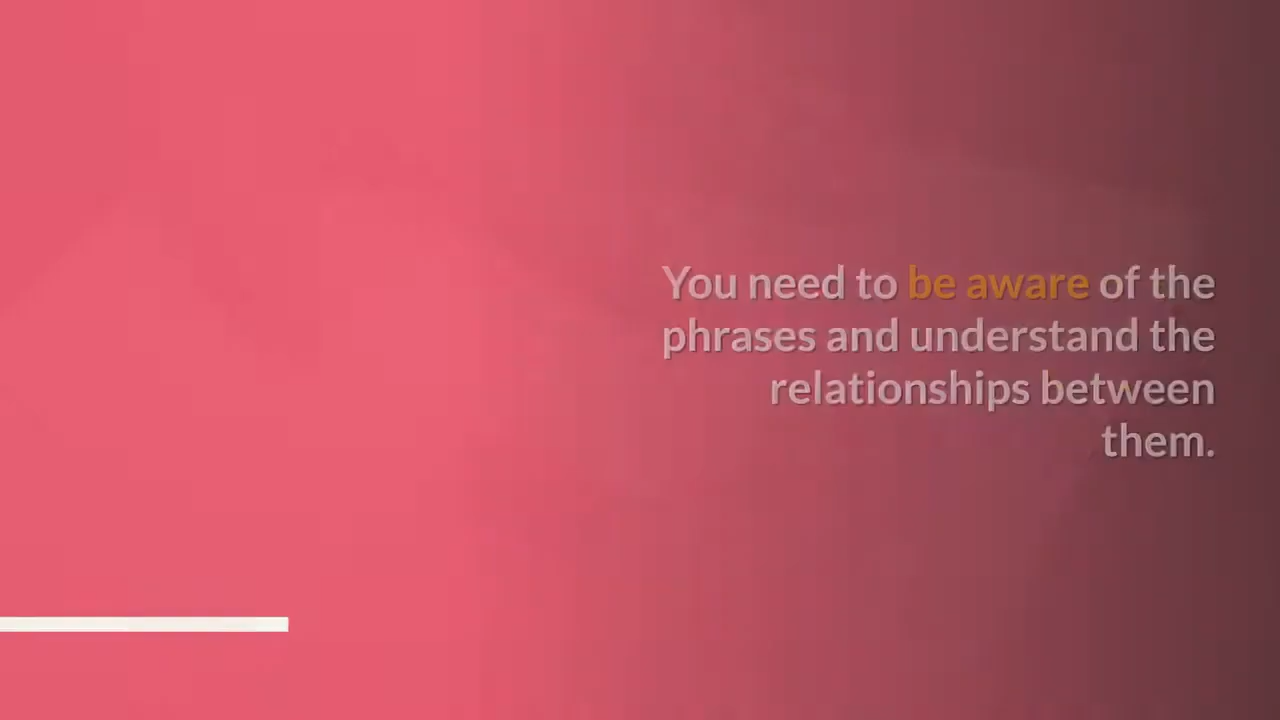 You need to be aware of the
phrases and understand the
relationships between
them.